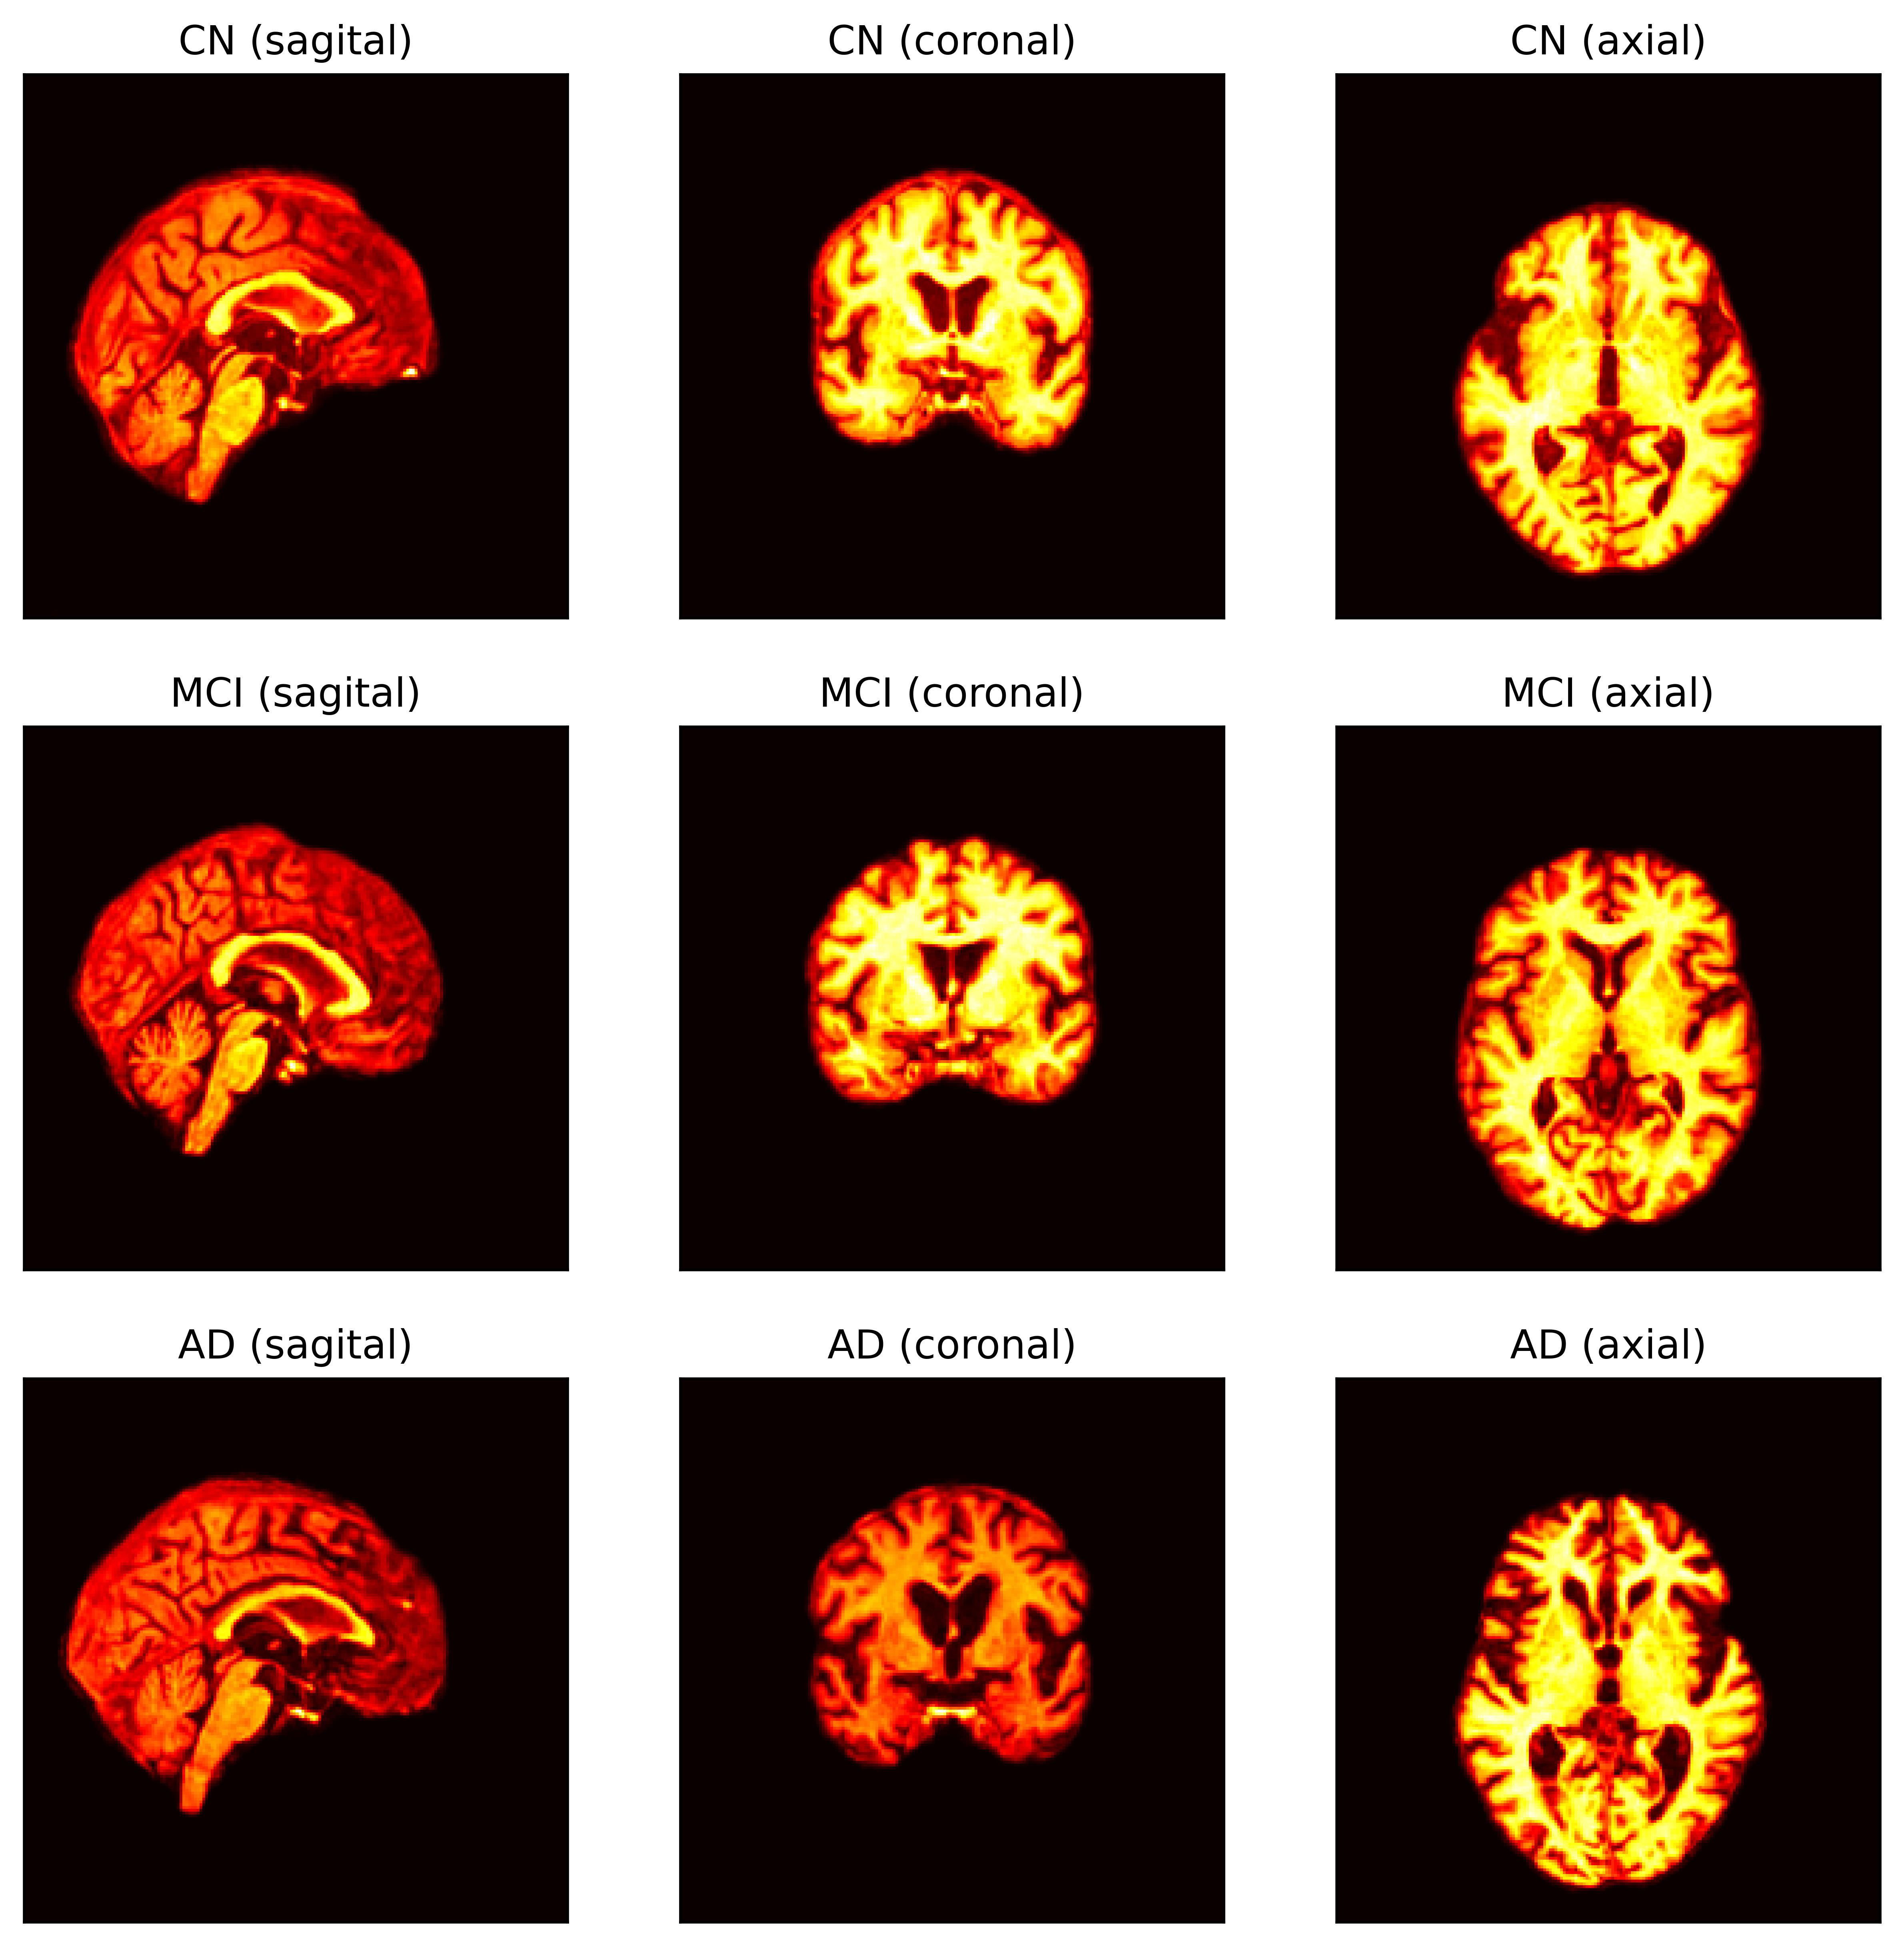 CN (sagital)
CN (coronal)
CN (axial)
MCI (sagital)
MCI (coronal)
MCI (axial)
AD (sagital)
AD (coronal)
AD (axial)